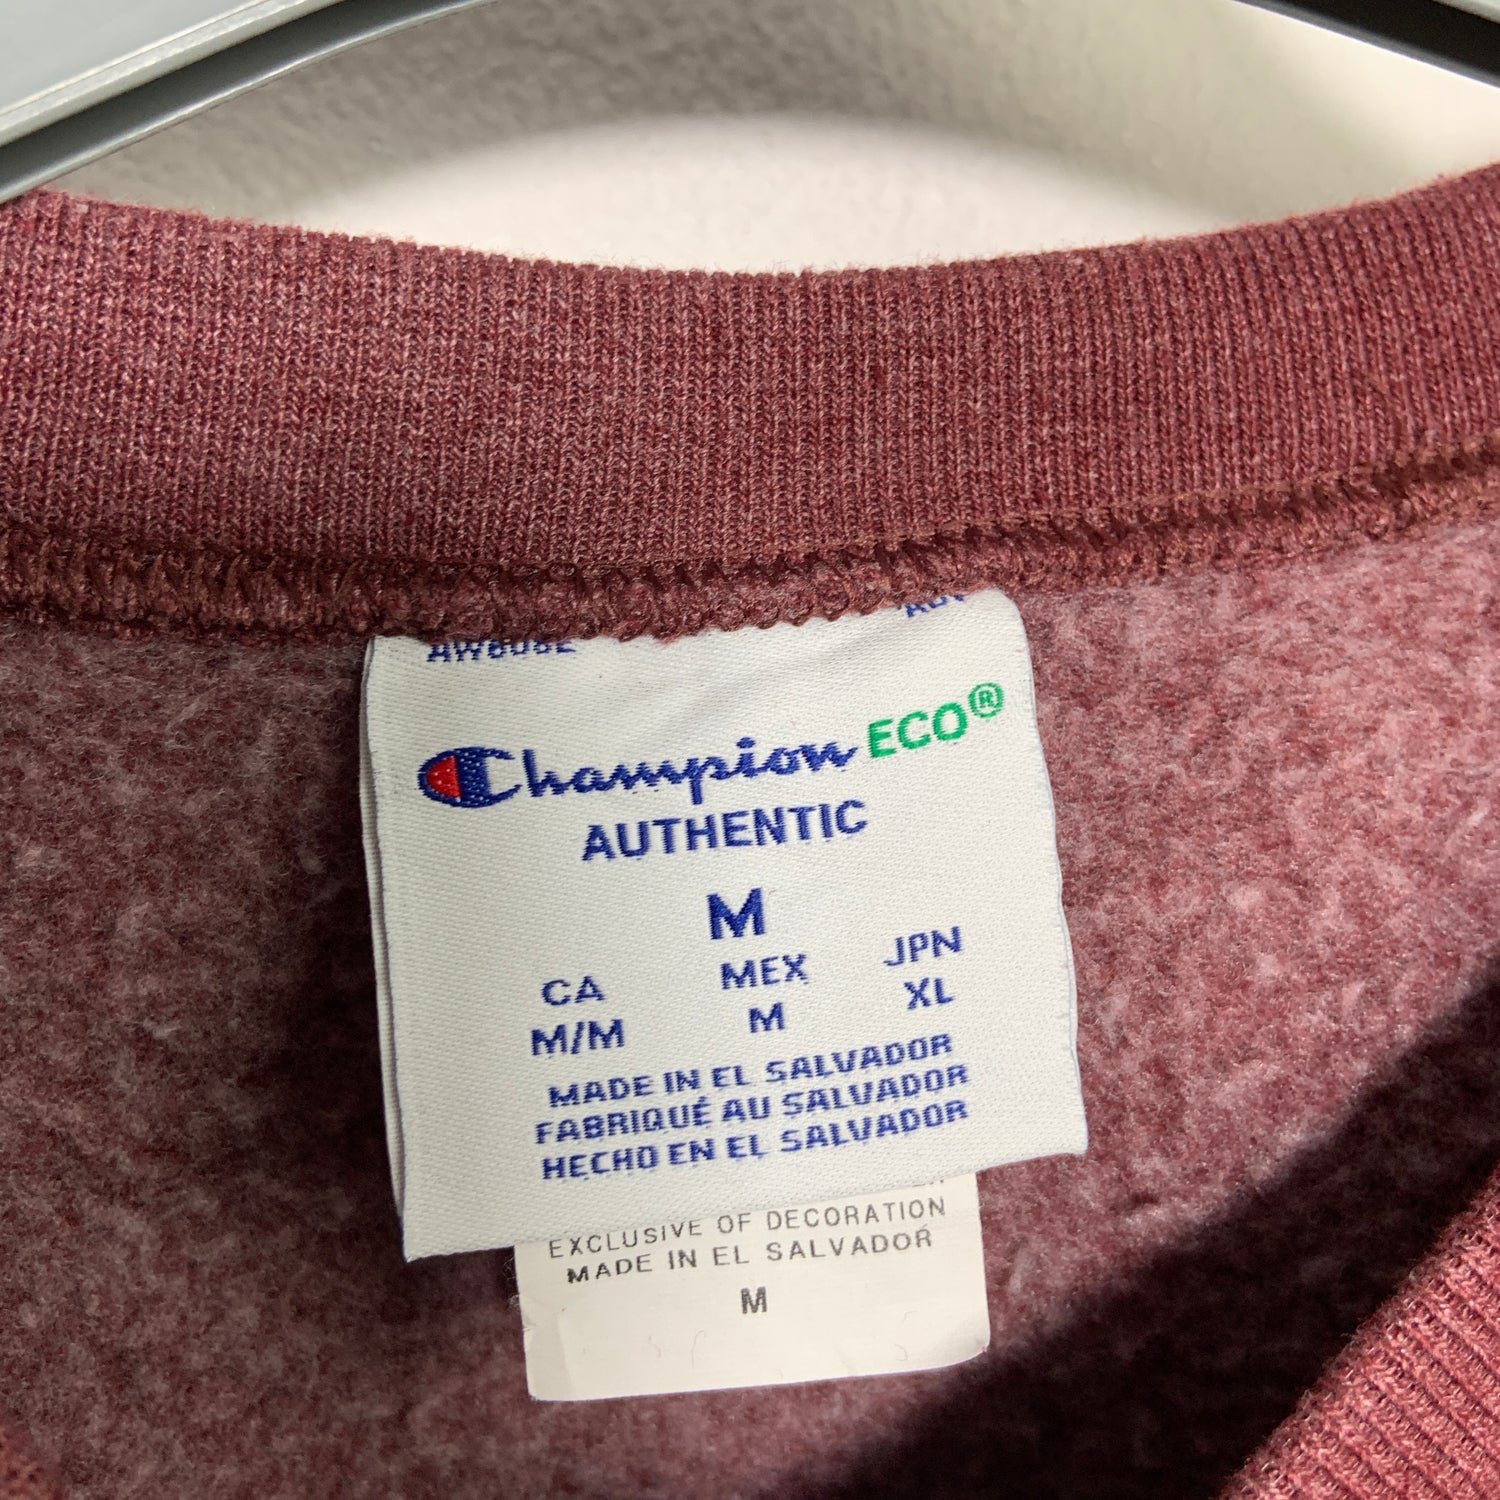 Champion ECO®
AUTHENTIC
M
CA MEX JPN
M/M M XL
MADE IN EL SALVADOR
FABRIQUÉ AU SALVADOR
HECHO EN EL SALVADOR
EXCLUSIVE OF DECORATION
MADE IN EL SALVADOR
M